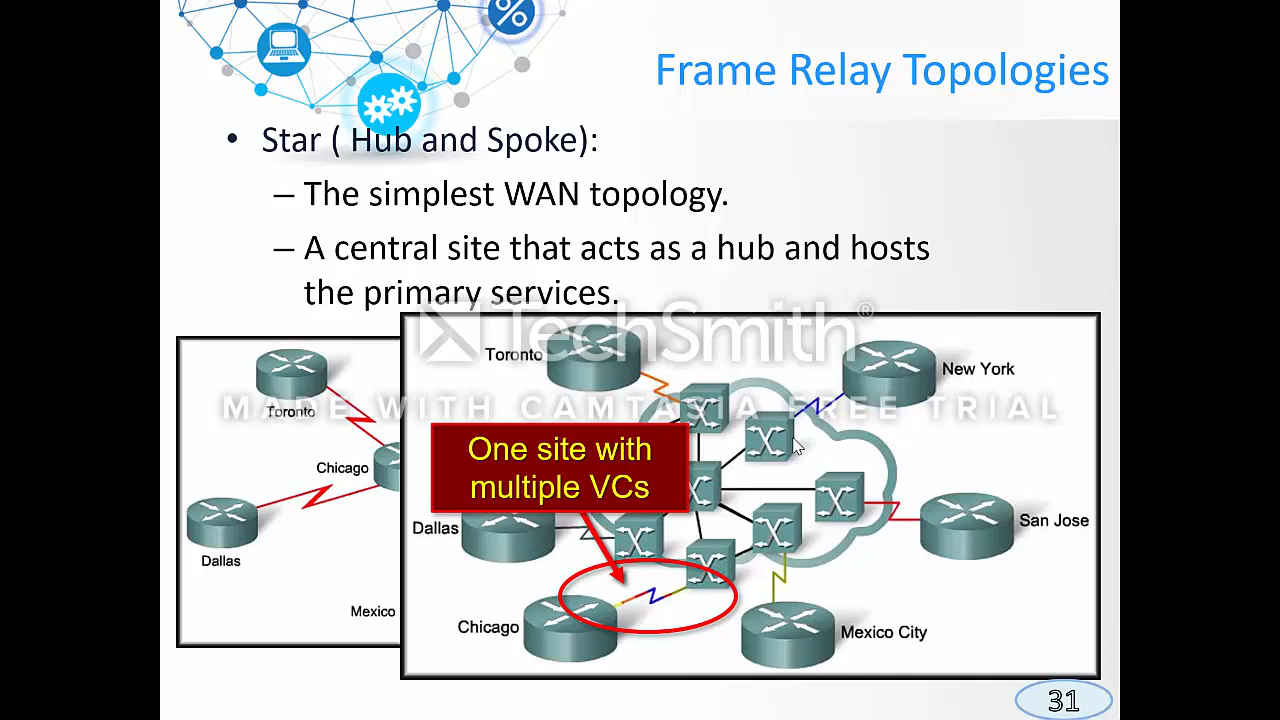 Frame Relay Topologies
• Star ( Hub and Spoke):
– The simplest WAN topology.
– A central site that acts as a hub and hosts
the primary services.
TechSmith®
MADE WITH CAMTASIA FREE TRIAL
Toronto
Chicago
Dallas
Mexico
Toronto
New York
One site with
multiple VCs
Dallas
San Jose
Chicago
Mexico City
31